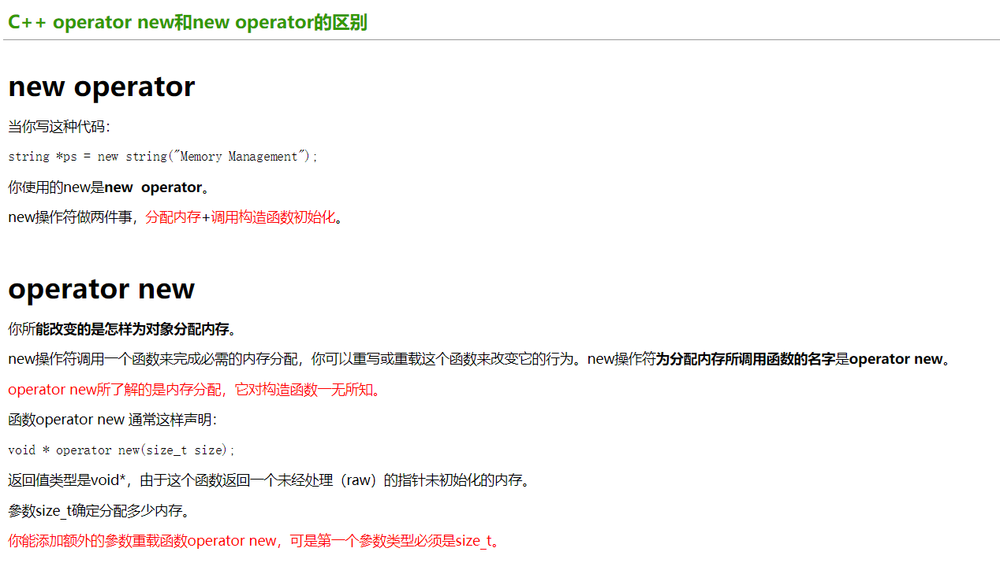 C++ operator new和new operator的区别
new operator
当你写这种代码：
string *ps = new string("Memory Management");
你使用的new是new  operator。
new操作符做两件事，分配内存+调用构造函数初始化。
operator new
你所能改变的是怎样为对象分配内存。
new操作符调用一个函数来完成必需的内存分配，你可以重写或重载这个函数来改变它的行为。new操作符为分配内存所调用函数的名字是operator new。
operator new所了解的是内存分配，它对构造函数一无所知。
函数operator new 通常这样声明：
void * operator new(size_t size);
返回值类型是void*，由于这个函数返回一个未经处理（raw）的指针未初始化的内存。
參数size_t确定分配多少内存。
你能添加额外的參数重载函数operator new，可是第一个參数类型必须是size_t。